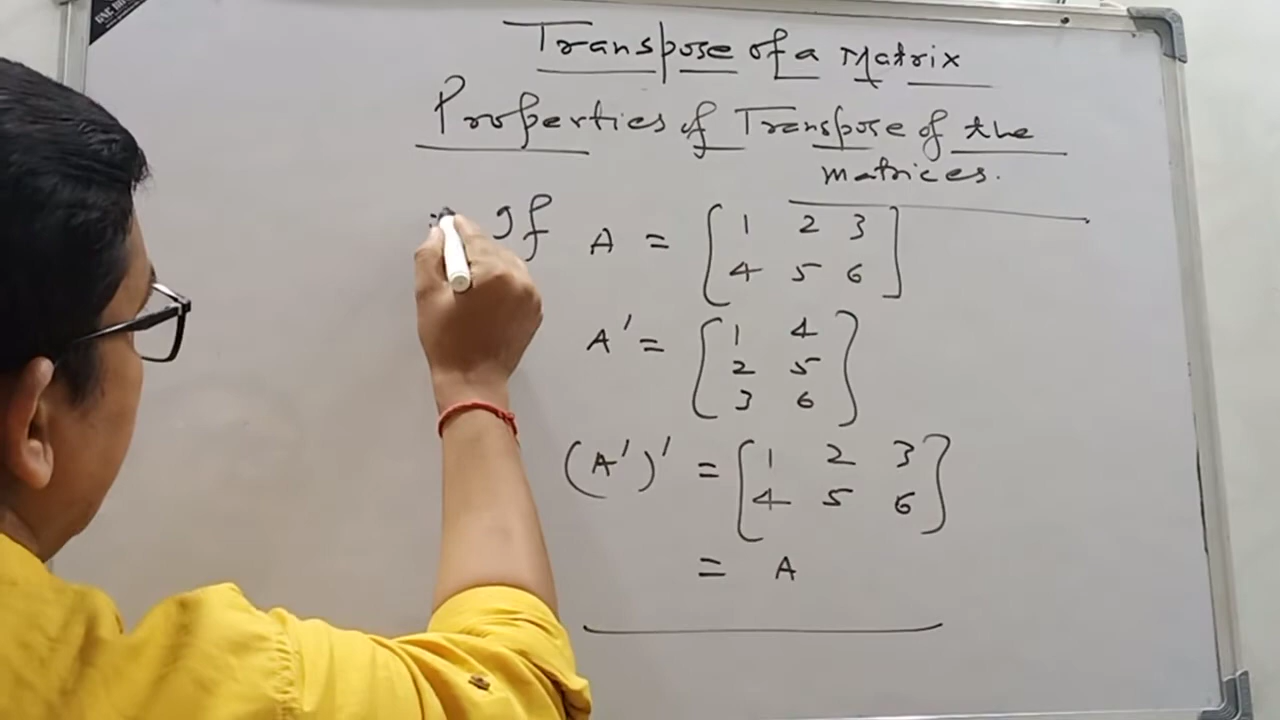 Transpose of a Matrix
Properties of Transpose of the
matrices.
If A = [ 1 2 3
4 5 6 ]
A' = [ 1 4
2 5
3 6 ]
(A')' = [ 1 2 3
4 5 6 ]
= A